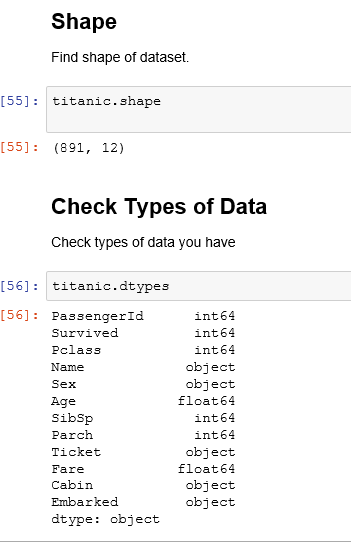 Shape
Find shape of dataset.
[55]: titanic.shape
[55]: (891, 12)
Check Types of Data
Check types of data you have
[56]: titanic.dtypes
[56]: PassengerId int64
Survived int64
Pclass int64
Name object
Sex object
Age float64
SibSp int64
Parch int64
Ticket object
Fare float64
Cabin object
Embarked object
dtype: object